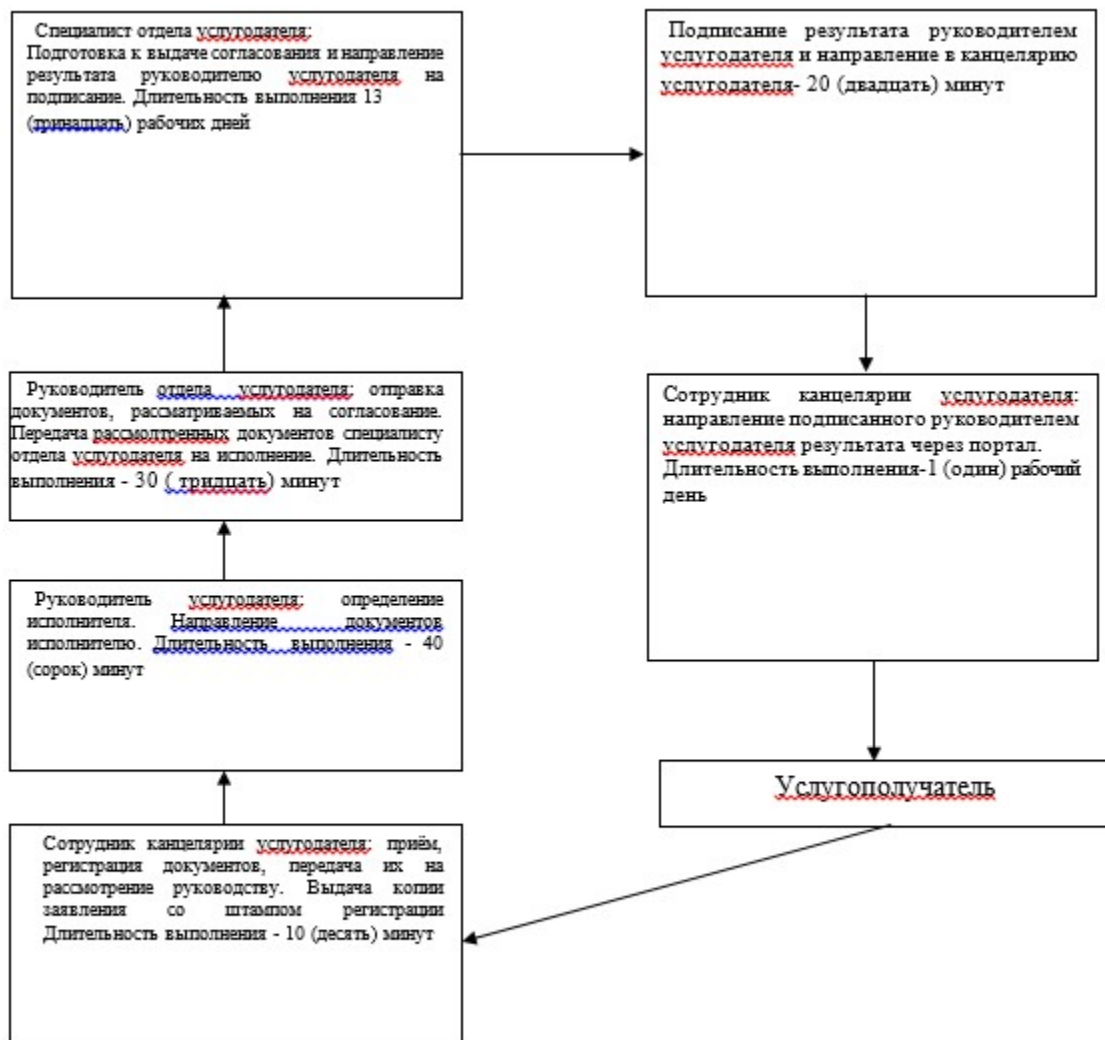 Специалист отдела услугодателя:
Подготовка к выдаче согласования и направление
результата руководителю услугодателя на
подписание. Длительность выполнения 13
(тринадцать) рабочих дней
Подписание результата руководителем
услугодателя и направление в канцелярию
услугодателя- 20 (двадцать) минут
Руководитель отдела услугодателя: отправка
документов, рассматриваемых на согласование.
Передача рассмолтренных документов специалисту
отдела услугодателя на исполнение. Длительность
выполнения - 30 ( тридцать) минут
Сотрудник канцелярии услугодателя:
направление подписанного руководителем
услугодателя результата через портал.
Длительность выполнения-1 (один) рабочий
день
Руководитель услугодателя: определение
исполнителя. Направление документов
исполнителю. Длительность выполнения - 40
(сорок) минут
Услугополучатель
Сотрудник канцелярии услугодателя: приём,
регистрация документов, передача их на
рассмотрение руководству. Выдача копии
заявления со штампом регистрации
Длительность выполнения - 10 (десять) минут